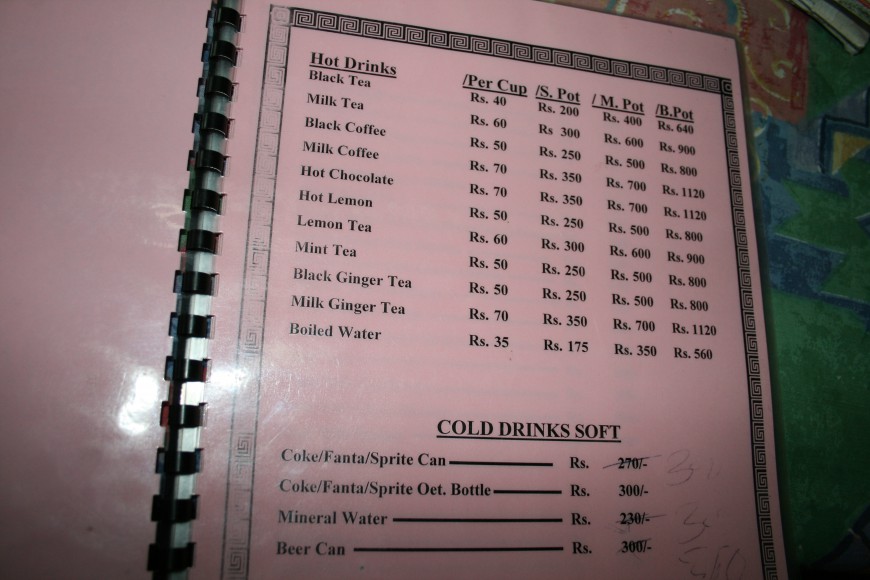 Hot Drinks /Per Cup /S. Pot / M. Pot /B.Pot
Black Tea Rs. 40 Rs. 200 Rs. 400 Rs. 640
Milk Tea Rs. 60 Rs 300 Rs. 600 Rs. 900
Black Coffee Rs. 50 Rs. 250 Rs. 500 Rs. 800
Milk Coffee Rs. 70 Rs. 350 Rs. 700 Rs. 1120
Hot Chocolate Rs. 70 Rs. 350 Rs. 700 Rs. 1120
Hot Lemon Rs. 50 Rs. 250 Rs. 500 Rs. 800
Lemon Tea Rs. 60 Rs. 300 Rs. 600 Rs. 900
Mint Tea Rs. 50 Rs. 250 Rs. 500 Rs. 800
Black Ginger Tea Rs. 50 Rs. 250 Rs. 500 Rs. 800
Milk Ginger Tea Rs. 70 Rs. 350 Rs. 700 Rs. 1120
Boiled Water Rs. 35 Rs. 175 Rs. 350 Rs. 560
COLD DRINKS SOFT
Coke/Fanta/Sprite Can Rs. 270/-
Coke/Fanta/Sprite Oet. Bottle Rs. 300/-
Mineral Water Rs. 230/-
Beer Can Rs. 300/-